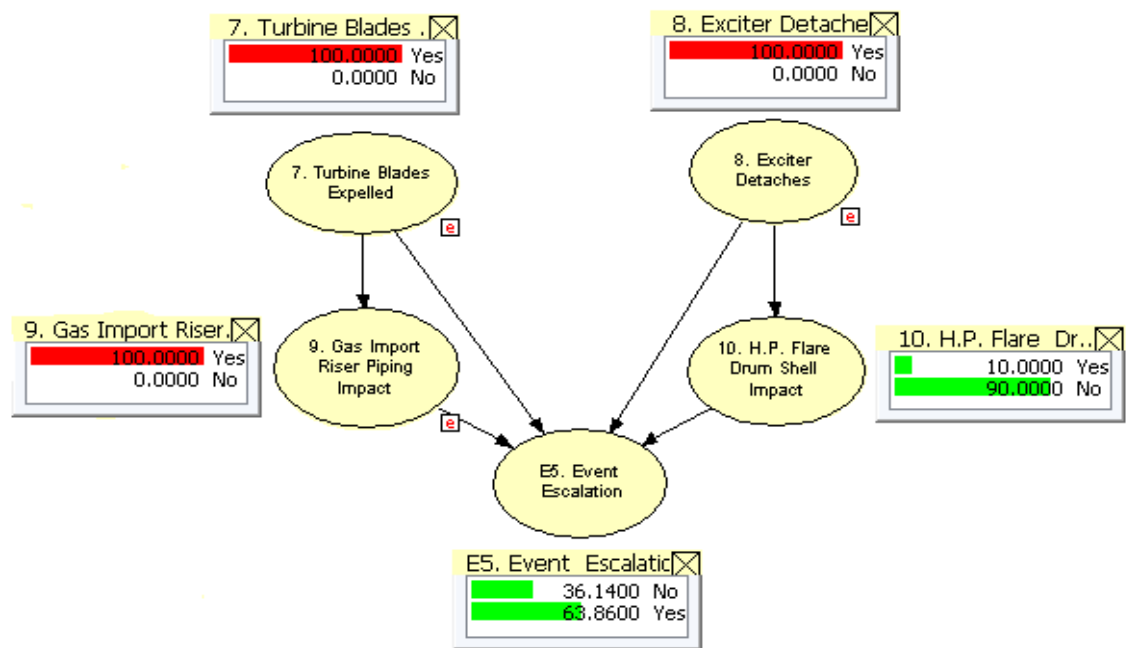 7. Turbine Blades .
100.0000 Yes
0.0000 No
8. Exciter Detache
100.0000 Yes
0.0000 No
7. Turbine Blades
Expelled
e
8. Exciter
Detaches
e
9. Gas Import Riser.
100.0000 Yes
0.0000 No
9. Gas Import
Riser Piping
Impact
e
10. H.P. Flare
Drum Shell
Impact
10. H.P. Flare Dr..
10.0000 Yes
90.0000 No
E5. Event
Escalation
E5. Event Escalatic
36.1400 No
63.8600 Yes